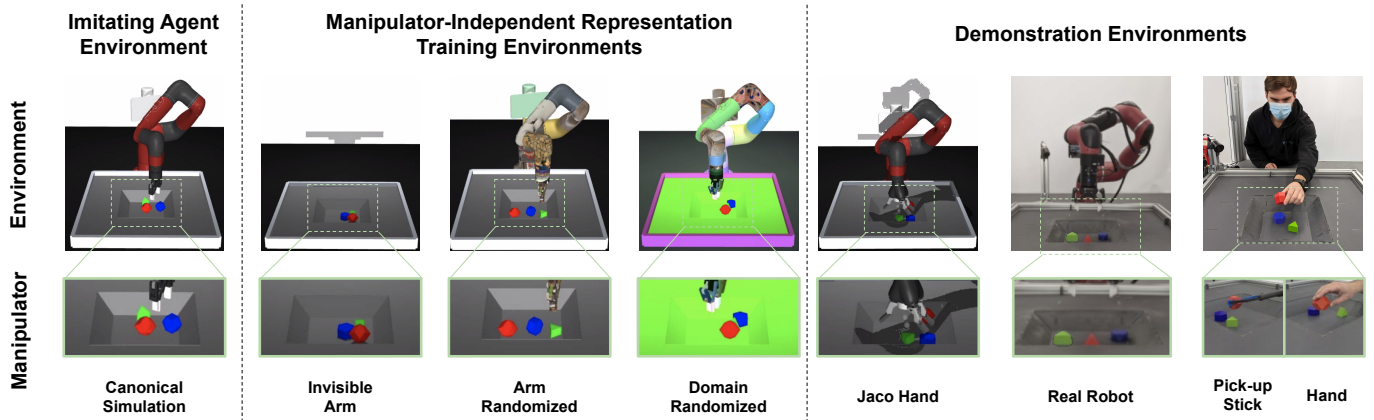 Imitating Agent
Environment
Manipulator-Independent Representation
Training Environments
Demonstration Environments
Environment
Manipulator
Canonical
Simulation
Invisible
Arm
Arm
Randomized
Domain
Randomized
Jaco Hand
Real Robot
Pick-up
Stick
Hand